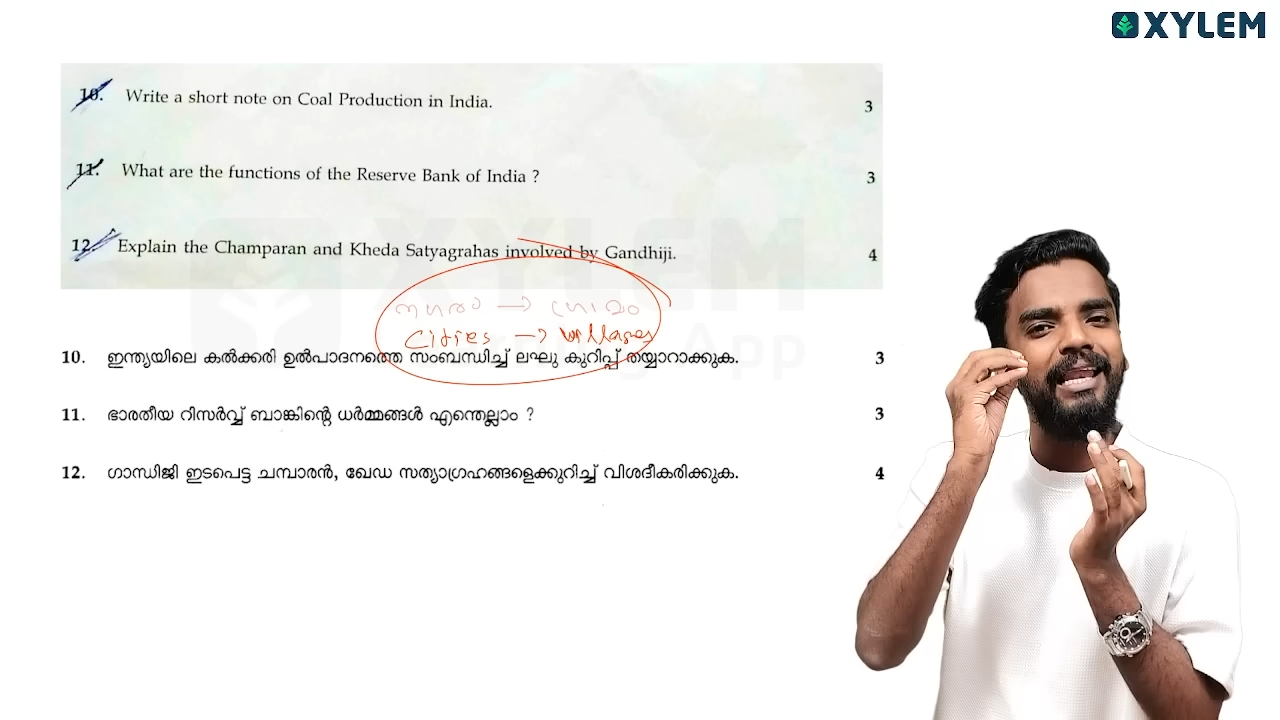 XYLEM
10. Write a short note on Coal Production in India. 3
11. What are the functions of the Reserve Bank of India ? 3
12. Explain the Champaran and Kheda Satyagrahas involved by Gandhiji. 4
നഗരം → ഗ്രാമം
Cities → villages
10. ഇന്ത്യയിലെ കൽക്കരി ഉൽപാദനത്തെ സംബന്ധിച്ച് ലഘു കുറിപ്പ് തയ്യാറാക്കുക. 3
11. ഭാരതീയ റിസർവ്വ് ബാങ്കിന്റെ ധർമ്മങ്ങൾ എന്തെല്ലാം ? 3
12. ഗാന്ധിജി ഇടപെട്ട ചമ്പാരൻ, ഖേഡ സത്യാഗ്രഹങ്ങളെക്കുറിച്ച് വിശദീകരിക്കുക. 4